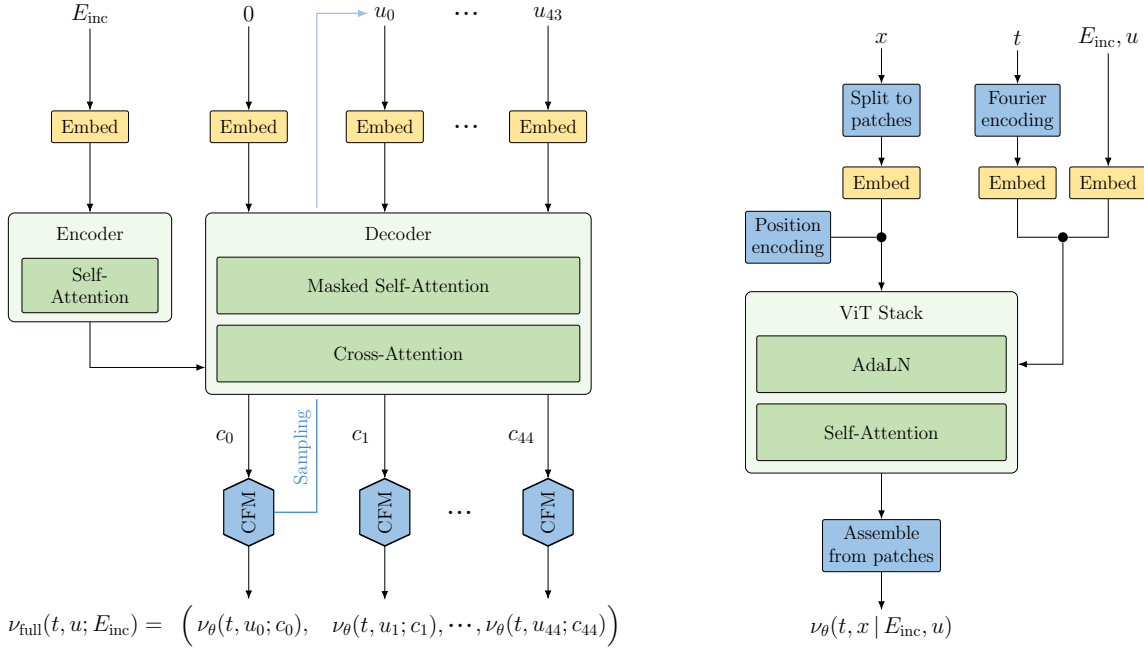 E_inc 0 u_0 ··· u_43
Embed Embed Embed ··· Embed
Encoder
Self-
Attention
Decoder
Masked Self-Attention
Cross-Attention
c_0 c_1 c_44
Sampling
CFM CFM ··· CFM
ν_full(t, u; E_inc) = ( ν_θ(t, u_0; c_0), ν_θ(t, u_1; c_1), ···, ν_θ(t, u_44; c_44) )
x t E_inc, u
Split to
patches
Fourier
encoding
Embed Embed Embed
Position
encoding
ViT Stack
AdaLN
Self-Attention
Assemble
from patches
ν_θ(t, x | E_inc, u)